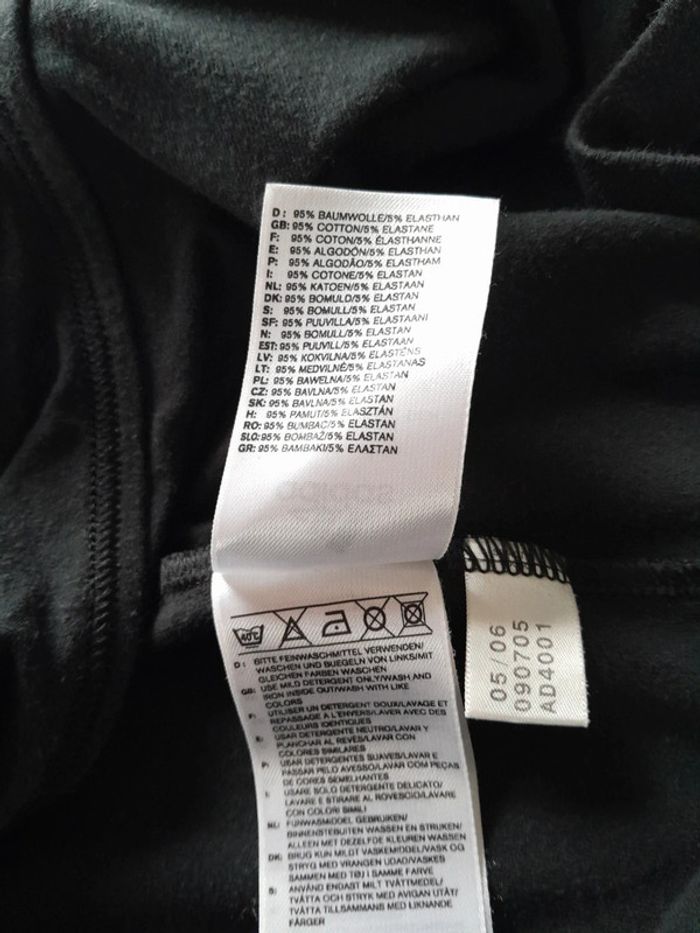 D: 95% BAUMWOLLE/5% ELASTHAN
GB: 95% COTTON/5% ELASTANE
F: 95% COTON/5% ÉLASTHANNE
E: 95% ALGODÓN/5% ELASTHAN
P: 95% ALGODÃO/5% ELASTHAM
I: 95% COTONE/5% ELASTAN
NL: 95% KATOEN/5% ELASTAAN
DK: 95% BOMULD/5% ELASTAN
S: 95% BOMULL/5% ELASTAN
SF: 95% PUUVILLA/5% ELASTAANI
N: 95% BOMULL/5% ELASTAN
EST: 95% PUUVILL/5% ELASTAAN
LV: 95% KOKVILNA/5% ELASTĒNS
LT: 95% MEDVILNĖ/5% ELASTANAS
PL: 95% BAWELNA/5% ELASTAN
CZ: 95% BAVLNA/5% ELASTAN
SK: 95% BAVLNA/5% ELASTAN
H: 95% PAMUT/5% ELASZTÁN
RO: 95% BUMBAC/5% ELASTAN
SLO: 95% BOMBAŽ/5% ELASTAN
GR: 95% BAMBAKI/5% ΕΛΑΣΤΑΝ
40°C
D: BITTE FEINWASCHMITTEL VERWENDEN/
WASCHEN UND BUEGELN VON LINKS/MIT
GLEICHEN FARBEN WASCHEN
GB: USE MILD DETERGENT ONLY/WASH AND
IRON INSIDE OUT/WASH WITH LIKE
COLORS
F: UTILISER UN DETERGENT DOUX/LAVAGE ET
REPASSAGE A L'ENVERS/LAVER AVEC DES
COULEURS IDENTIQUES
E: USAR DETERGENTE NEUTRO/LAVAR Y
PLANCHAR AL REVÉS/LAVAR CON
COLORES SIMILARES
P: USAR DETERGENTES SUAVES/LAVAR E
PASSAR PELO AVESSO/LAVAR COM PEÇAS
DE CORES SEMELHANTES
I: USARE SOLO DETERGENTE DELICATO/
LAVARE E STIRARE AL ROVESCIO/LAVARE
CON COLORI SIMILI
NL: FIJNWASMIDDEL GEBRUIKEN/
BINNENSTEBUITEN WASSEN EN STRIJKEN/
ALLEEN MET DEZELFDE KLEUREN WASSEN
DK: BRUG KUN MILDT VASKEMIDDEL/VASK OG
STRYG MED VRANGEN UDAD/VASKES
SAMMEN MED TØJ I SAMME FARVE
S: ANVÄND ENDAST MILT TVÄTTMEDEL/
TVÄTTA OCH STRYK MED AVIGAN UTÅT/
TVÄTTA TILLSAMMANS MED LIKNANDE
FÄRGER
05/06
090705
AD4001